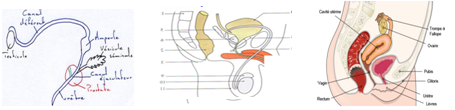 Canal
déférent
Testicule
Ampoule
Vésicule
séminale
Canal
éjaculateur
Prostate
urètre
Cavité utérine
Trompe à
Fallope
Ovaire
Pubis
Clitoris
Urètre
Lèvres
Vagin
Rectum